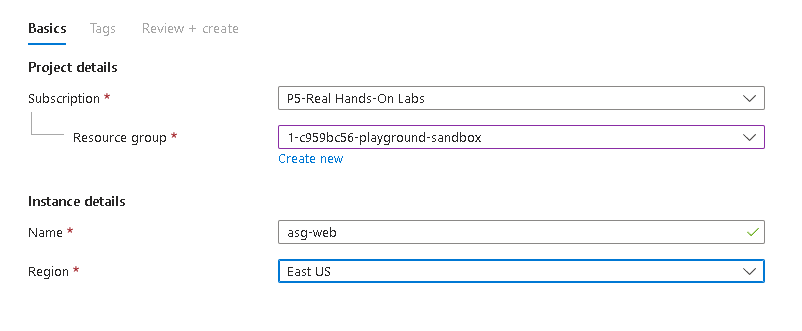 Basics Tags Review + create
Project details
Subscription * P5-Real Hands-On Labs
Resource group * 1-c959bc56-playground-sandbox
Create new
Instance details
Name * asg-web
Region * East US